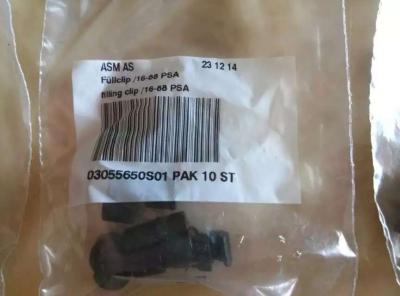 ASM AS 23 12 14
Füllclip /16-88 PSA
filling clip /16-88 PSA
03055650S01 PAK 10 ST